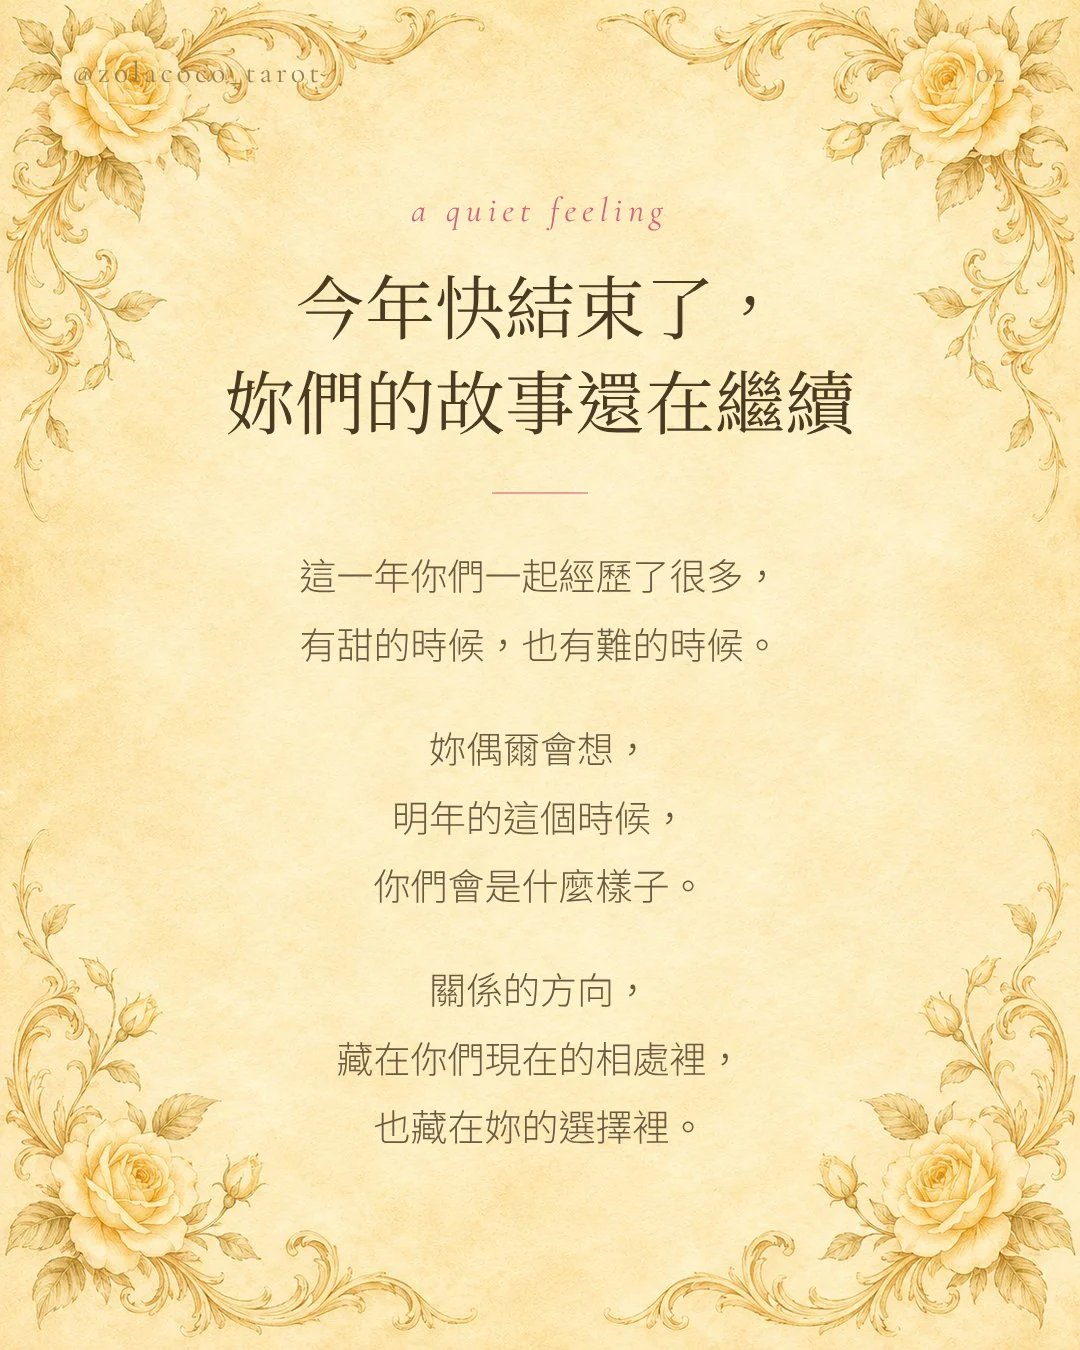 @zolacoco_tarot
02
a quiet feeling
今年快結束了，
妳們的故事還在繼續
這一年你們一起經歷了很多，
有甜的時候，也有難的時候。
妳偶爾會想，
明年的這個時候，
你們會是什麼樣子。
關係的方向，
藏在你們現在的相處裡，
也藏在妳的選擇裡。